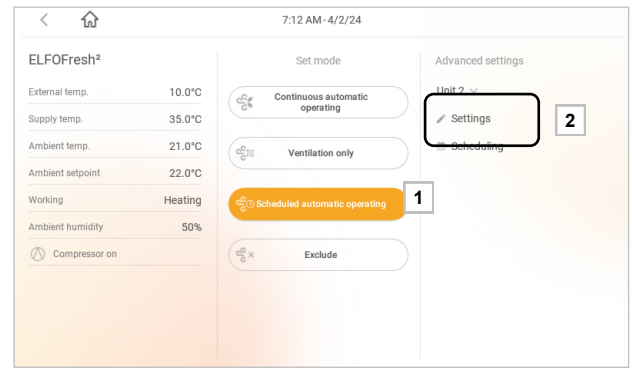 7:12 AM-4/2/24
ELFOFresh²
External temp. 10.0°C
Supply temp. 35.0°C
Ambient temp. 21.0°C
Ambient setpoint 22.0°C
Working Heating
Ambient humidity 50%
Compressor on
Set mode
Continuous automatic
operating
Ventilation only
Scheduled automatic operating
1
Exclude
Advanced settings
Unit 2
Settings
2
Scheduling